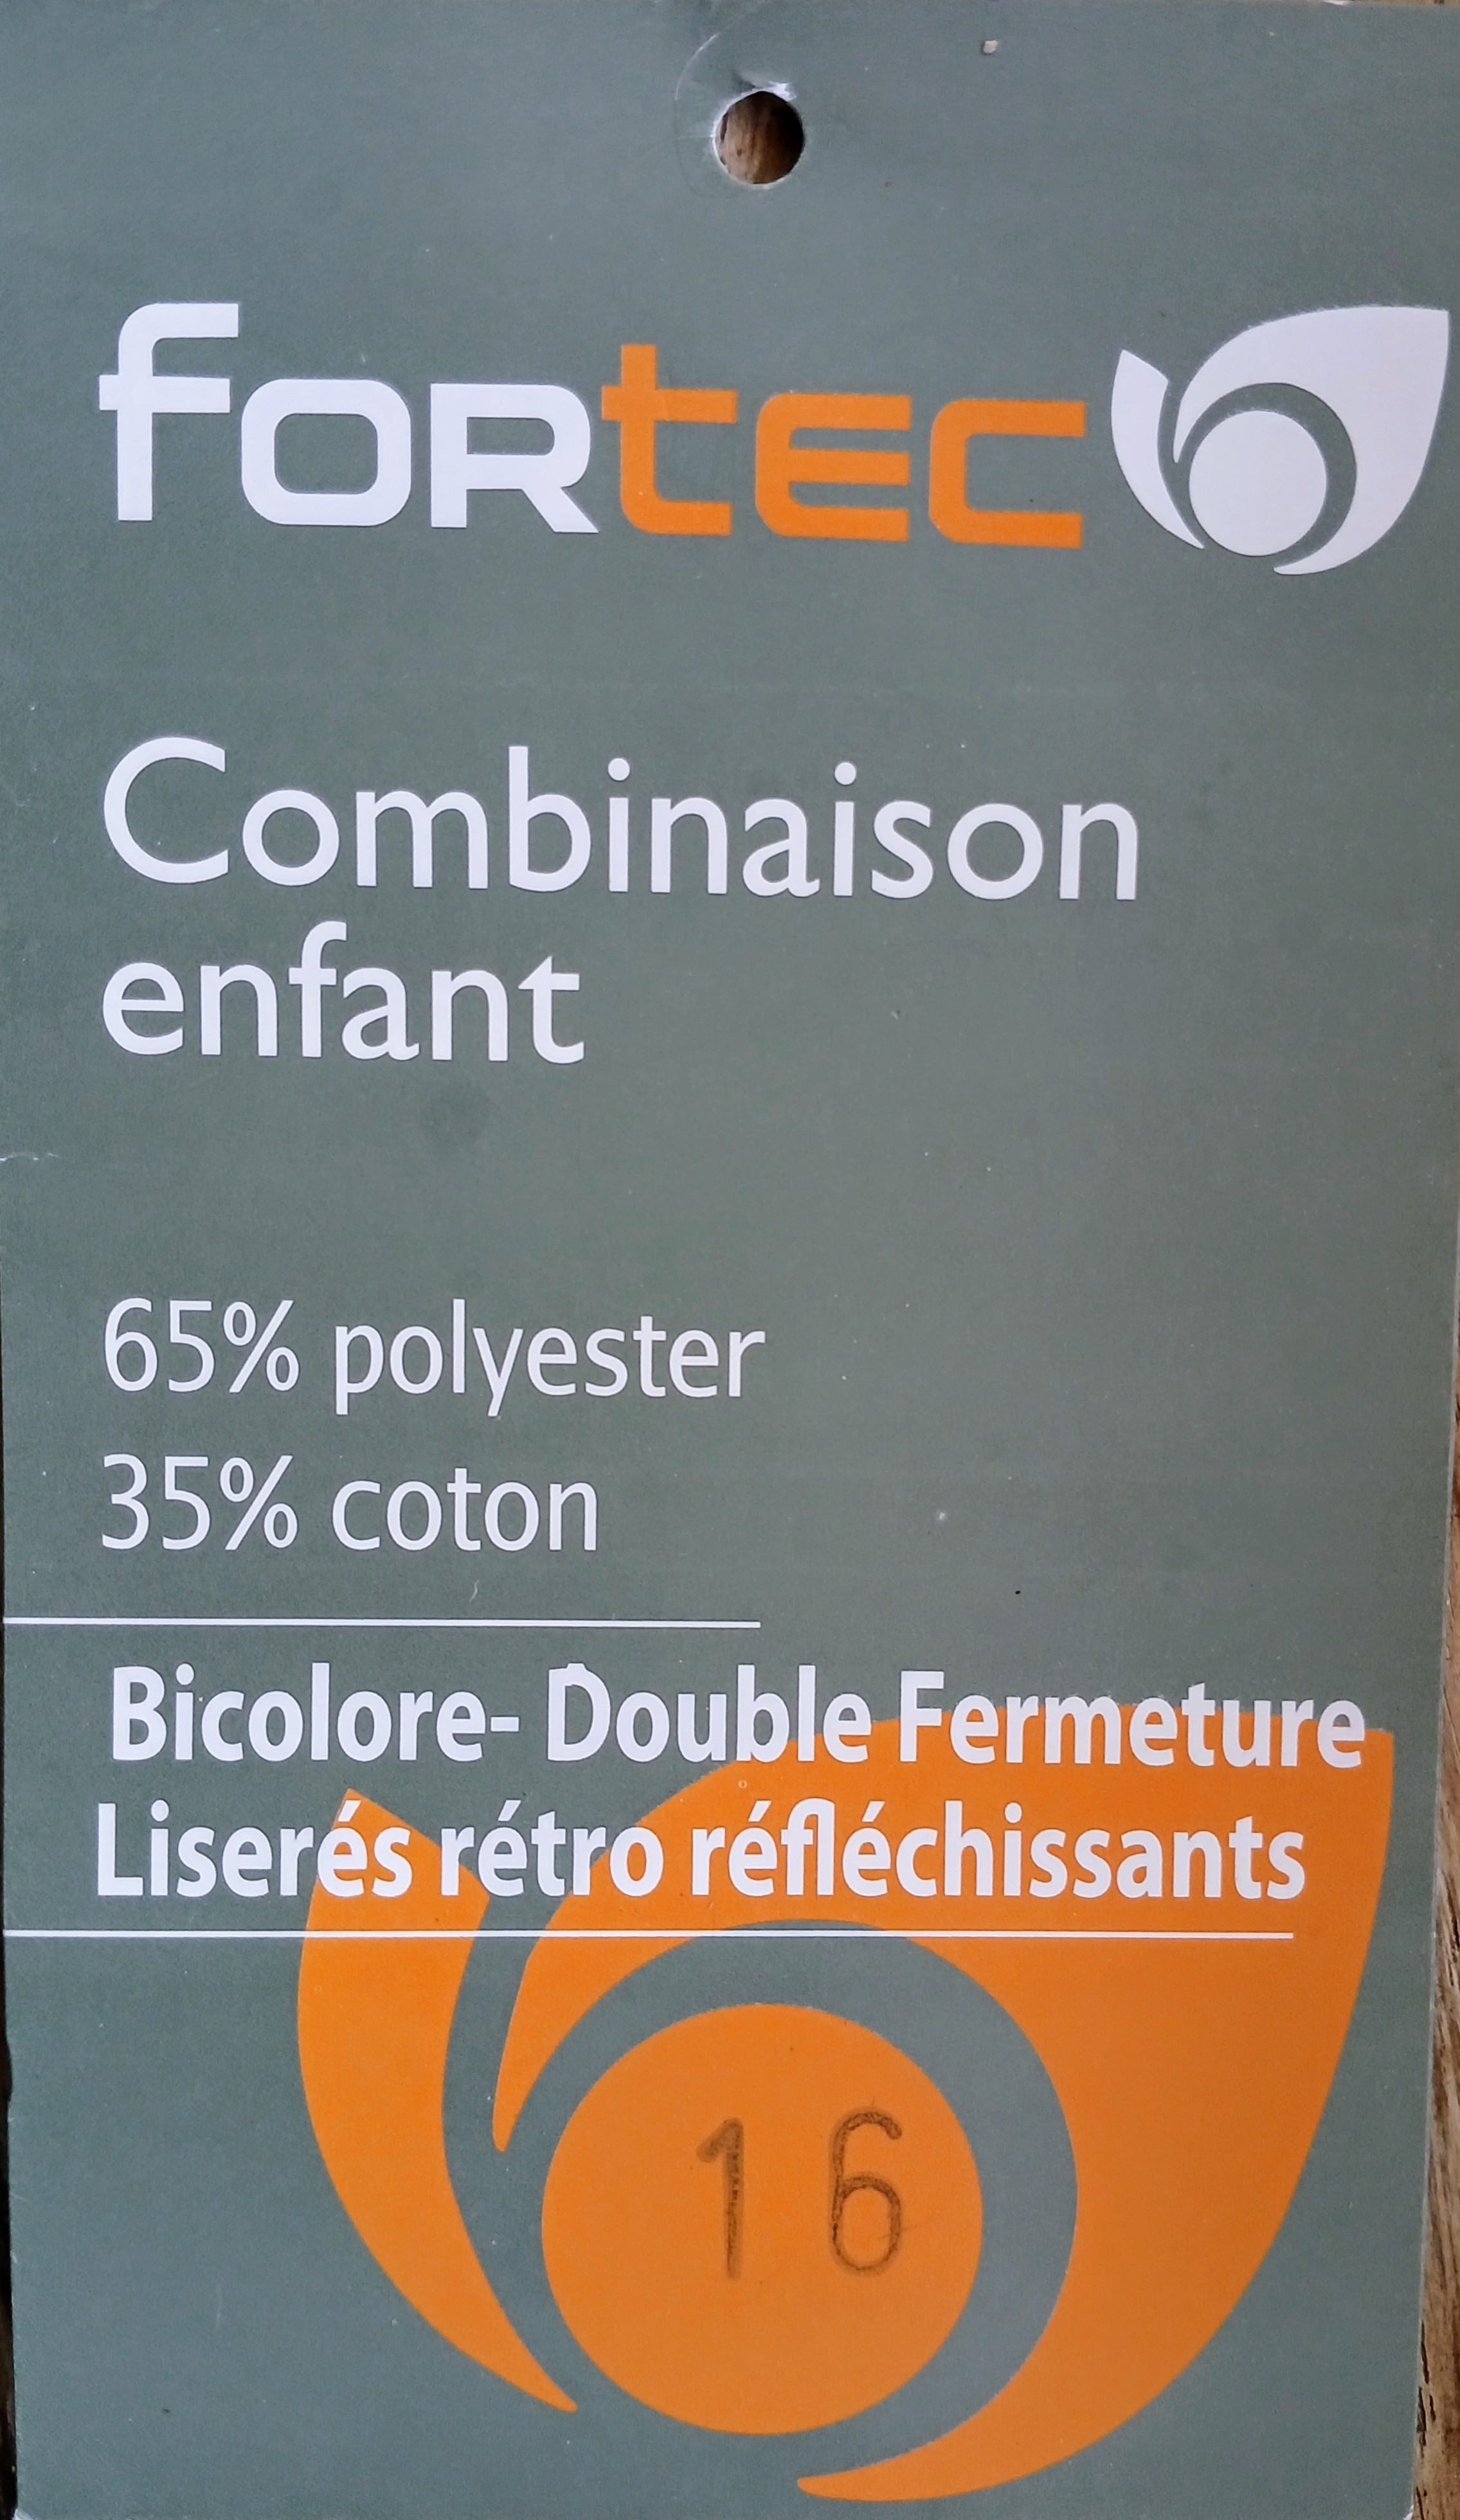 fortec
Combinaison
enfant
65% polyester
35% coton
Bicolore- Double Fermeture
Liserés rétro réfléchissants
16